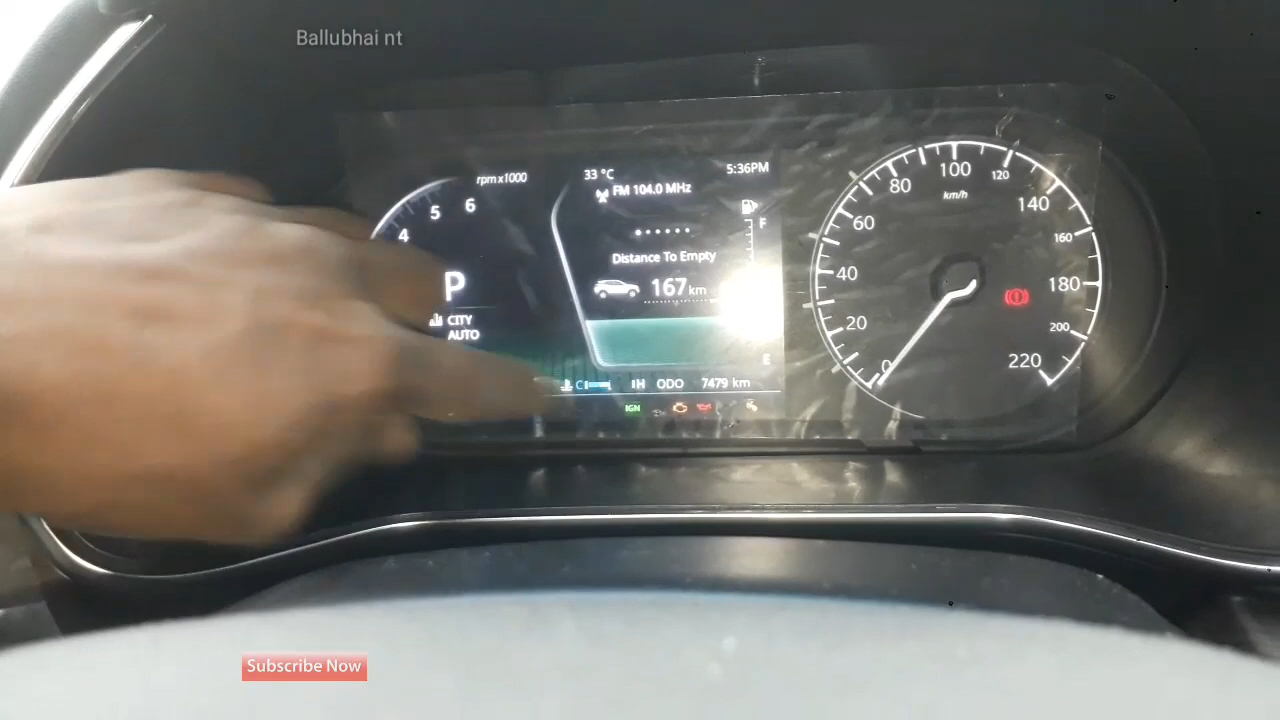 Ballubhai nt
rpm x1000
4
5
6
P
CITY
AUTO
33 °C
5:36PM
FM 104.0 MHz
Distance To Empty
167 km
F
E
C
H
ODO 7479 km
IGN
0
20
40
60
80
100
120
140
160
180
200
220
km/h
Subscribe Now